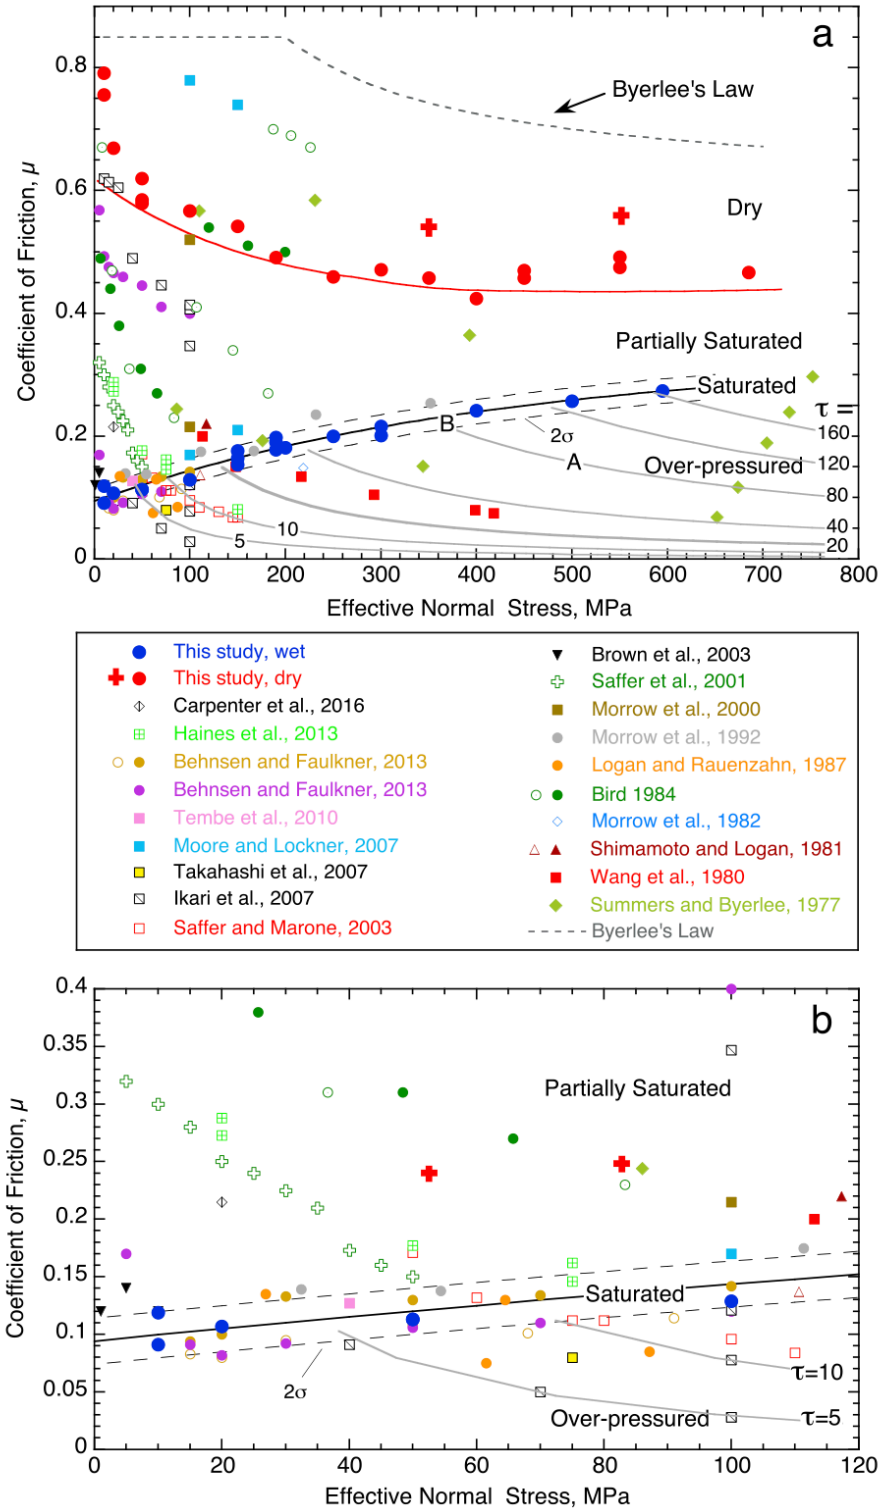 a
0.8
Byerlee's Law
Coefficient of Friction, μ
0.6
Dry
0.4
Partially Saturated
Saturated
B
τ =
0.2
2σ
160
A
Over-pressured
120
80
10
40
5
20
0
0 100 200 300 400 500 600 700 800
Effective Normal Stress, MPa
This study, wet
This study, dry
Carpenter et al., 2016
Haines et al., 2013
Behnsen and Faulkner, 2013
Behnsen and Faulkner, 2013
Tembe et al., 2010
Moore and Lockner, 2007
Takahashi et al., 2007
Ikari et al., 2007
Saffer and Marone, 2003
Brown et al., 2003
Saffer et al., 2001
Morrow et al., 2000
Morrow et al., 1992
Logan and Rauenzahn, 1987
Bird 1984
Morrow et al., 1982
Shimamoto and Logan, 1981
Wang et al., 1980
Summers and Byerlee, 1977
Byerlee's Law
0.4
b
0.35
Partially Saturated
0.3
Coefficient of Friction, μ
0.25
0.2
0.15
Saturated
0.1
τ=10
0.05
2σ
Over-pressured
τ=5
0
0 20 40 60 80 100 120
Effective Normal Stress, MPa